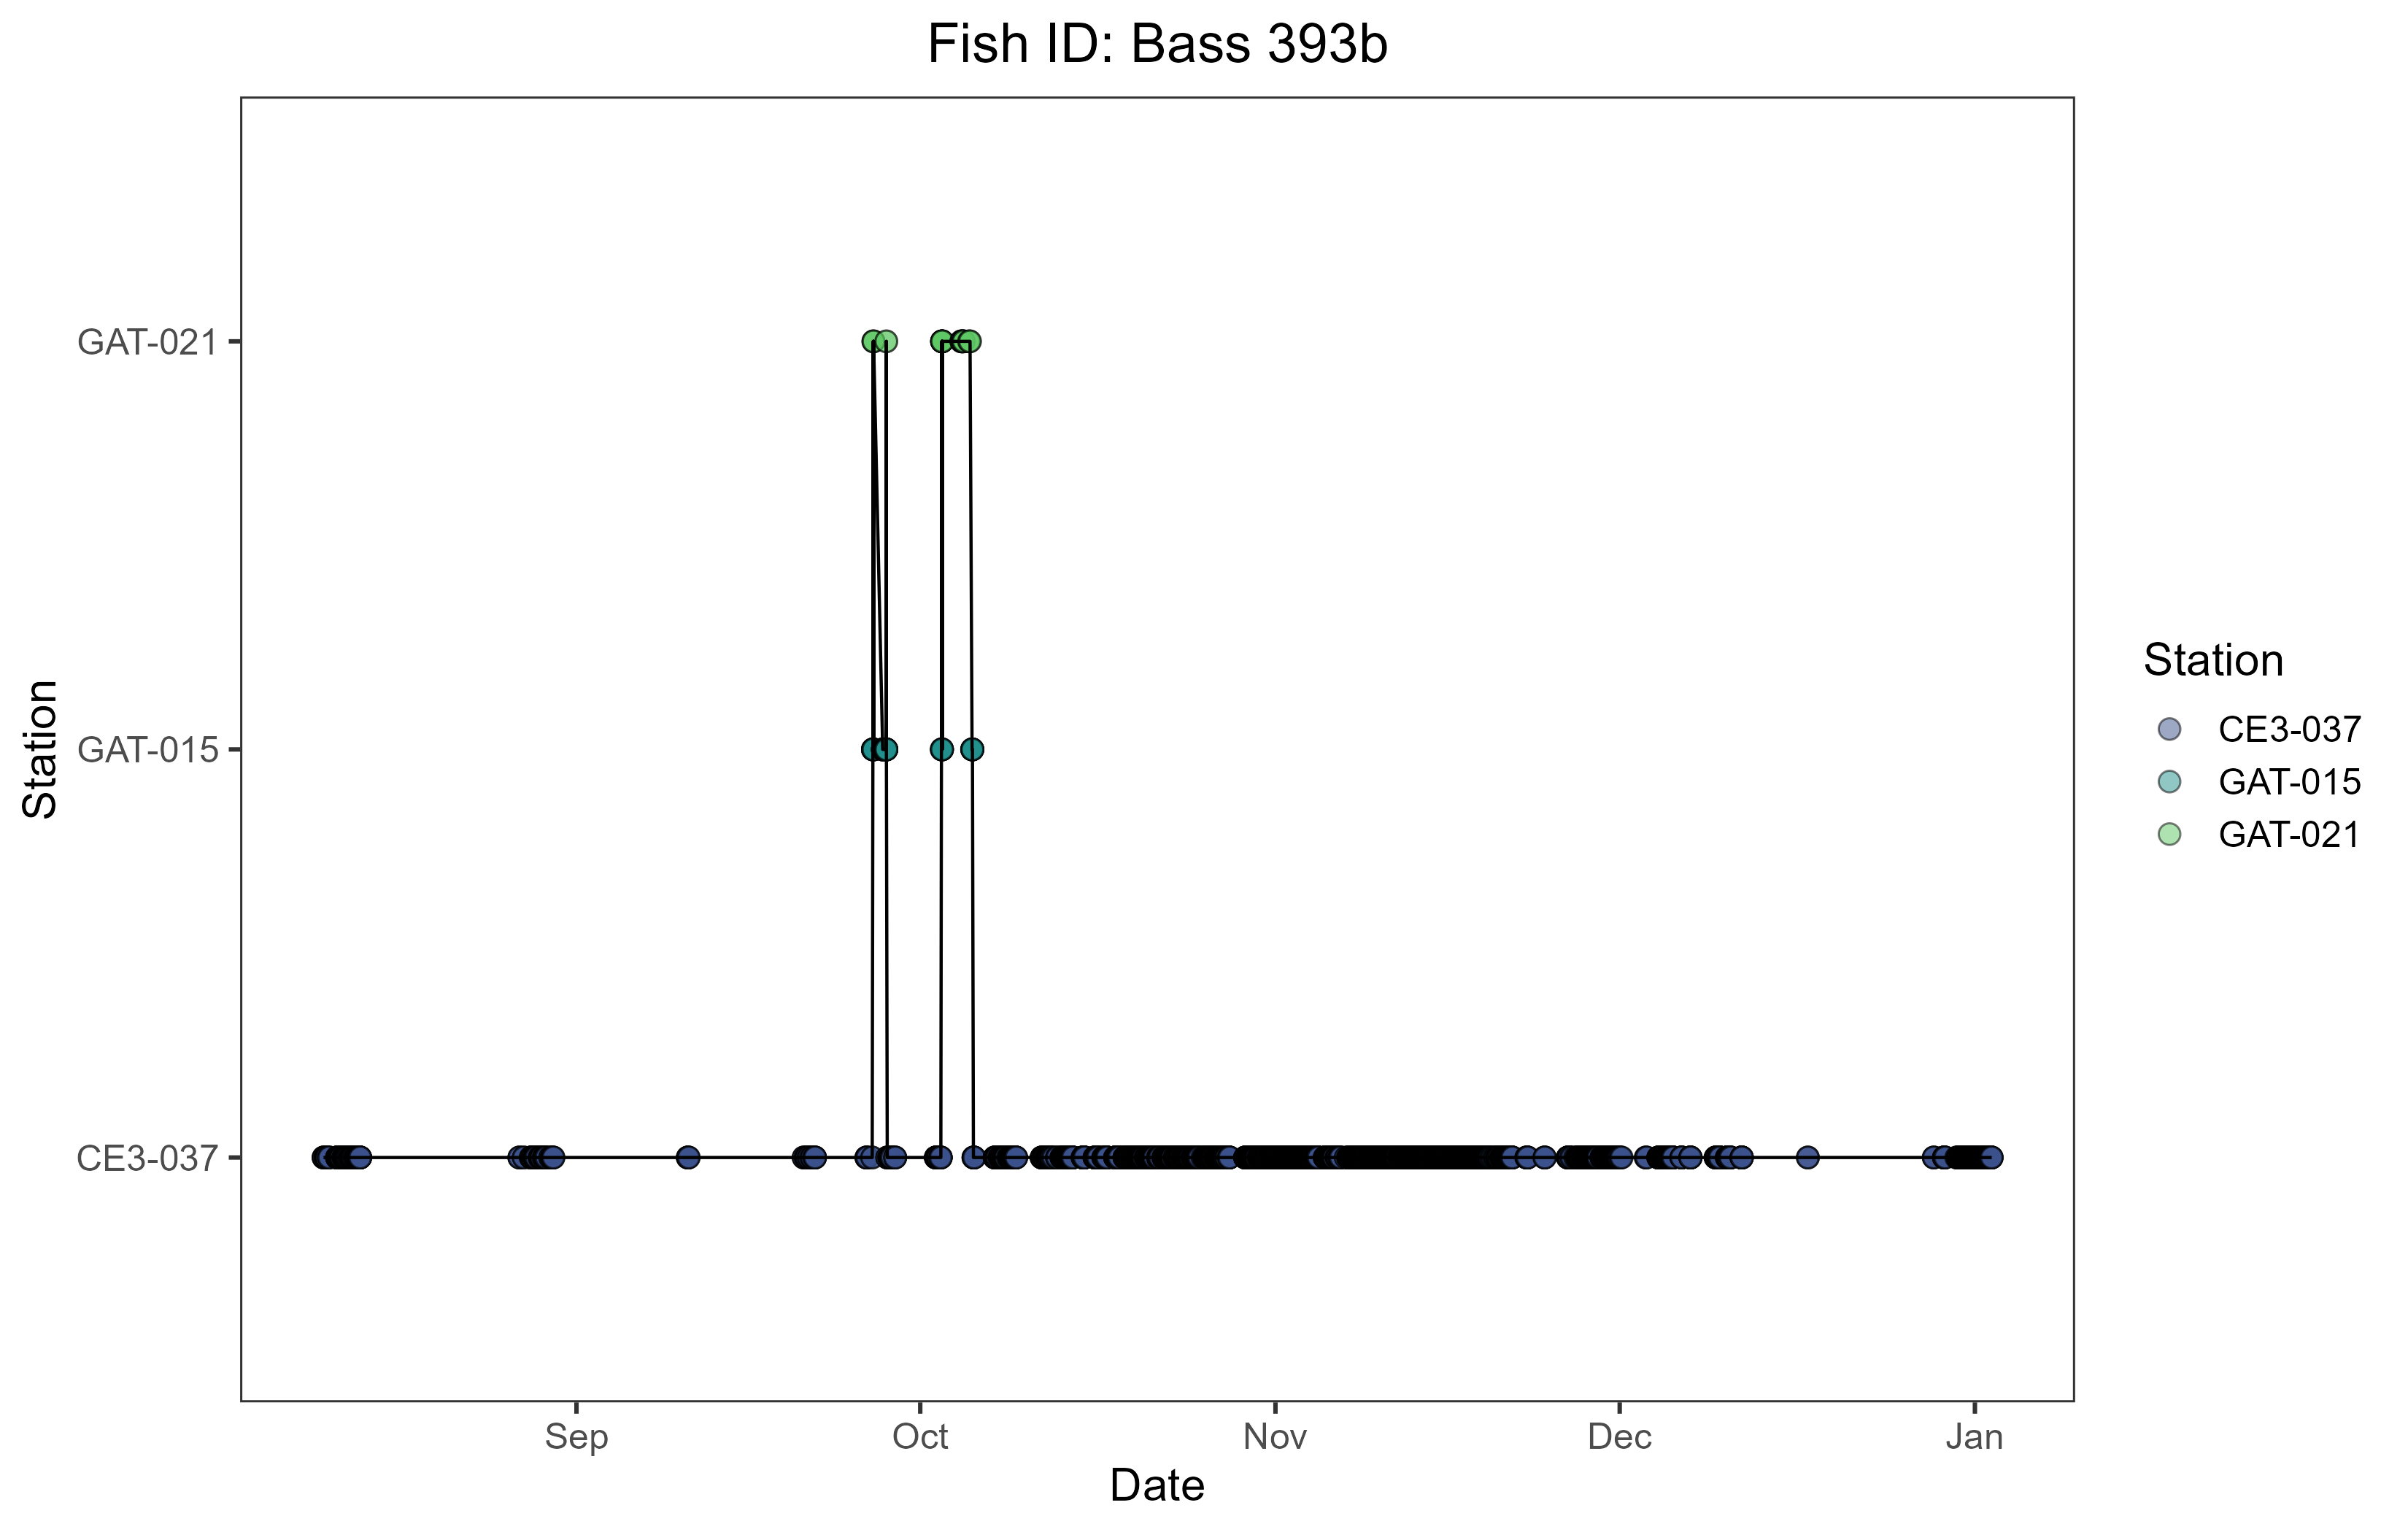 Fish ID: Bass 393b
Station
GAT-021
GAT-015
CE3-037
Sep
Oct
Nov
Dec
Jan
Date
Station
CE3-037
GAT-015
GAT-021